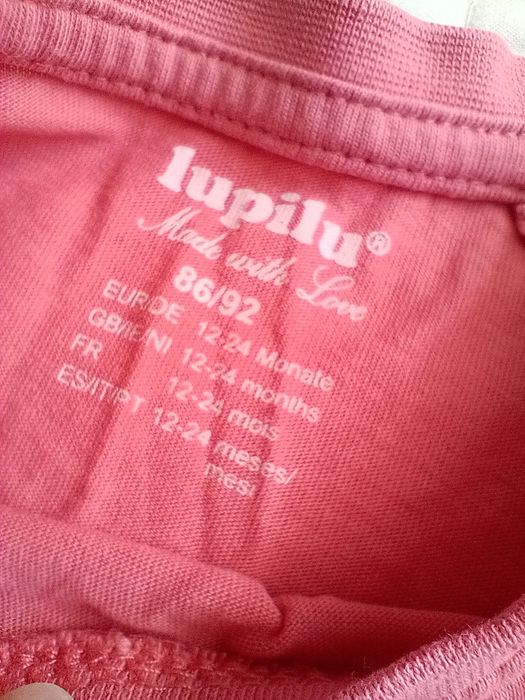 lupilu®
Made with Love
86/92
EUR/DE 12-24 Monate
GB/IE/NI 12-24 months
FR 12-24 mois
ES/IT/PT 12-24 meses/
mesi